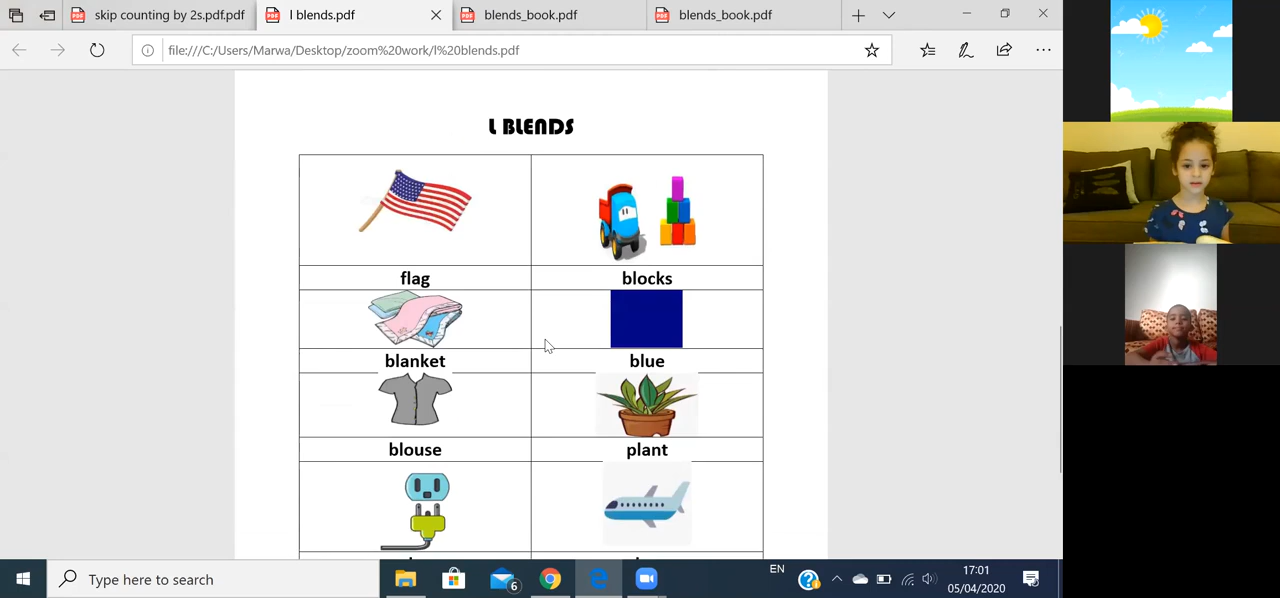 skip counting by 2s.pdf.pdf
l blends.pdf
blends_book.pdf
blends_book.pdf
file:///C:/Users/Marwa/Desktop/zoom%20work/l%20blends.pdf
L BLENDS
flag
blocks
blanket
blue
blouse
plant
Type here to search
6
EN
17:01
05/04/2020